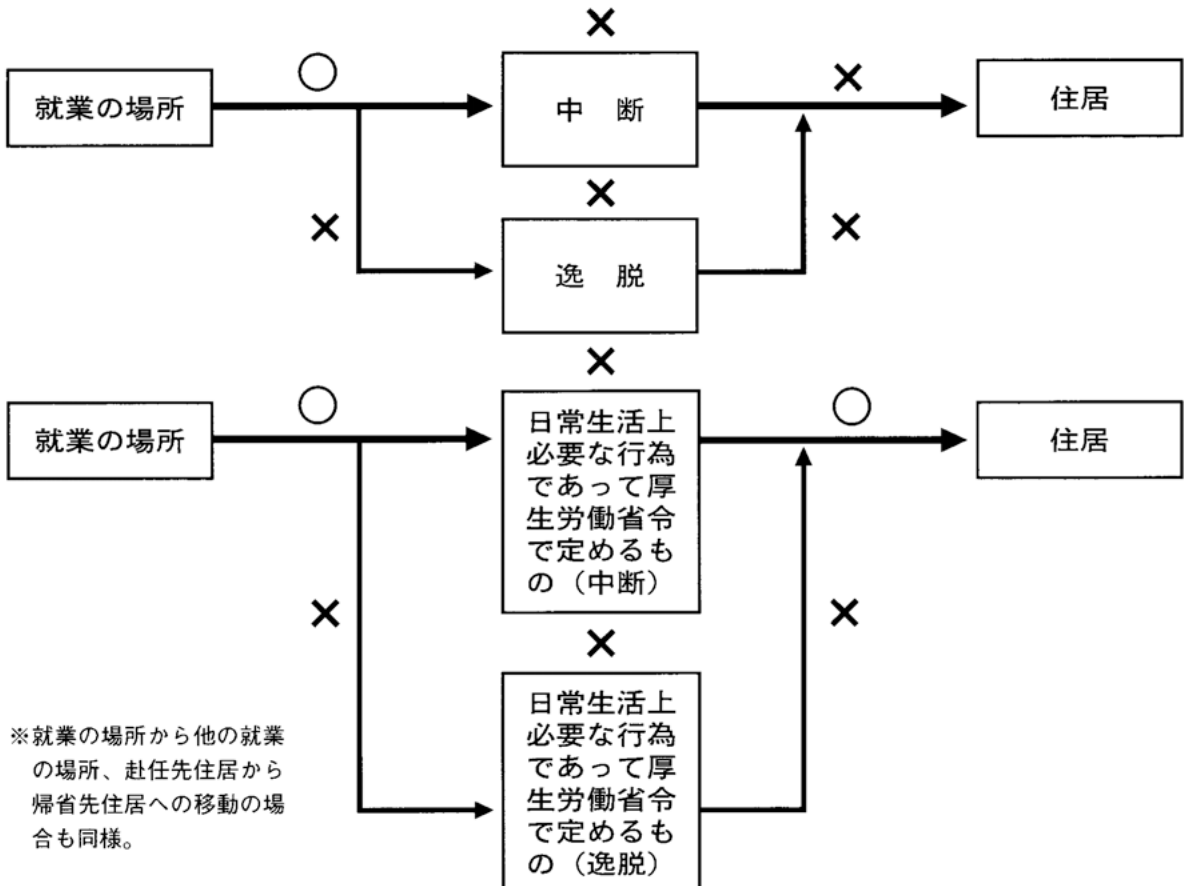 ×
○
×
就業の場所
中　断
住居
×
×
×
逸　脱
×
○
○
就業の場所
日常生活上
必要な行為
であって厚
生労働省令
で定めるも
の（中断）
住居
×
×
×
日常生活上
必要な行為
であって厚
生労働省令
で定めるも
の（逸脱）
※就業の場所から他の就業
の場所、赴任先住居から
帰省先住居への移動の場
合も同様。